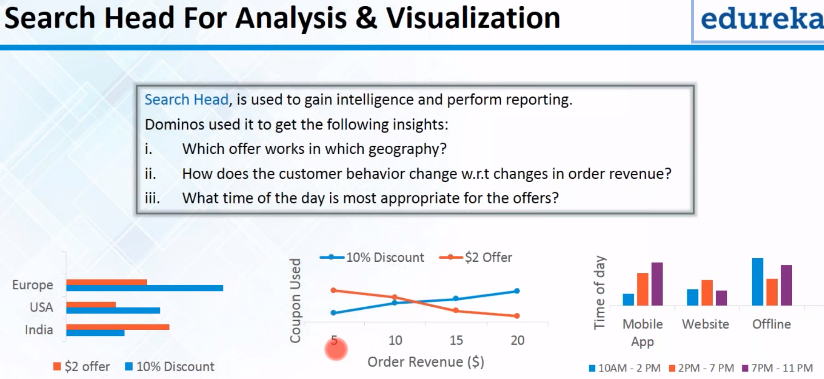 Search Head For Analysis & Visualization
edureka
Search Head, is used to gain intelligence and perform reporting.
Dominos used it to get the following insights:
i. Which offer works in which geography?
ii. How does the customer behavior change w.r.t changes in order revenue?
iii. What time of the day is most appropriate for the offers?
Europe
USA
India
$2 offer 10% Discount
10% Discount $2 Offer
Coupon Used
5 10 15 20
Order Revenue ($)
Time of day
Mobile App Website Offline
10AM - 2 PM 2PM - 7 PM 7PM - 11 PM